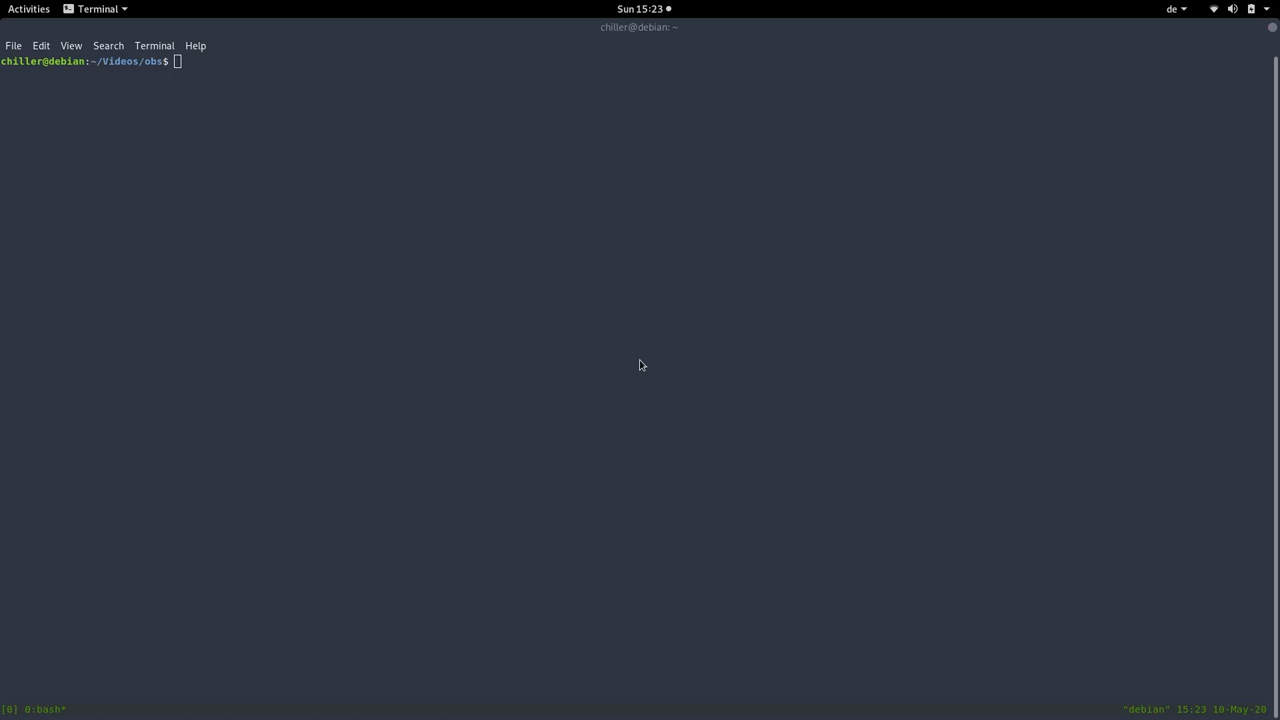 Activities Terminal Sun 15:23 de
chiller@debian: ~
File Edit View Search Terminal Help
chiller@debian:~/Videos/obs$
[0] 0:bash* "debian" 15:23 10-May-20